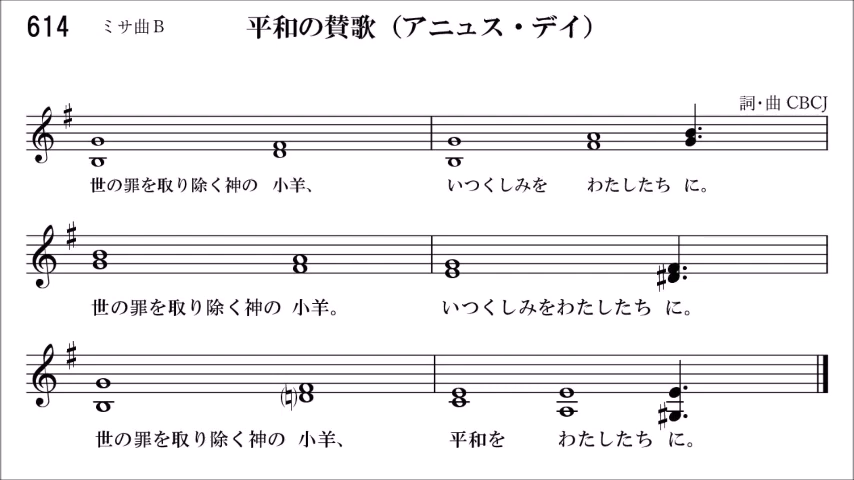 614 ミサ曲B 平和の賛歌（アニュス・デイ）
詞・曲 CBCJ
世の罪を取り除く神の 小羊、 いつくしみを わたしたち に。
世の罪を取り除く神の 小羊。 いつくしみをわたしたち に。
世の罪を取り除く神の 小羊、 平和を わたしたち に。